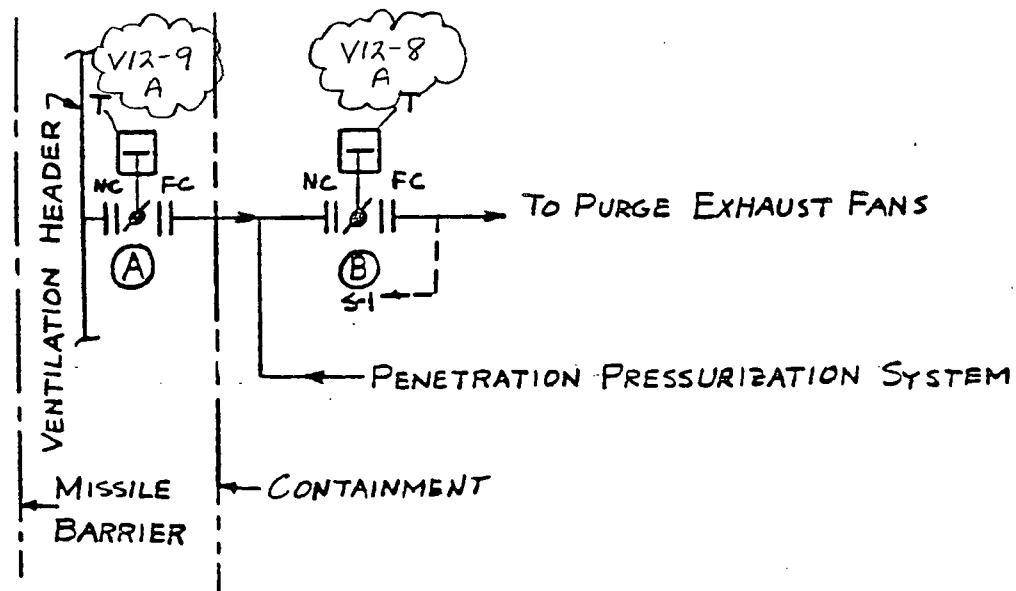 V12-9
A
V12-8
A
T
T
NC
FC
NC
FC
VENTILATION HEADER
TO PURGE EXHAUST FANS
A
B
S-1
PENETRATION PRESSURIZATION SYSTEM
MISSILE
BARRIER
CONTAINMENT